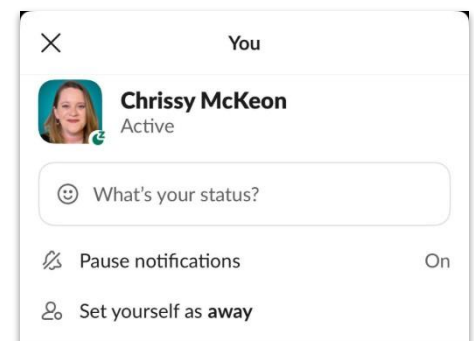 You
Chrissy McKeon
Active
What's your status?
Pause notifications On
Set yourself as away